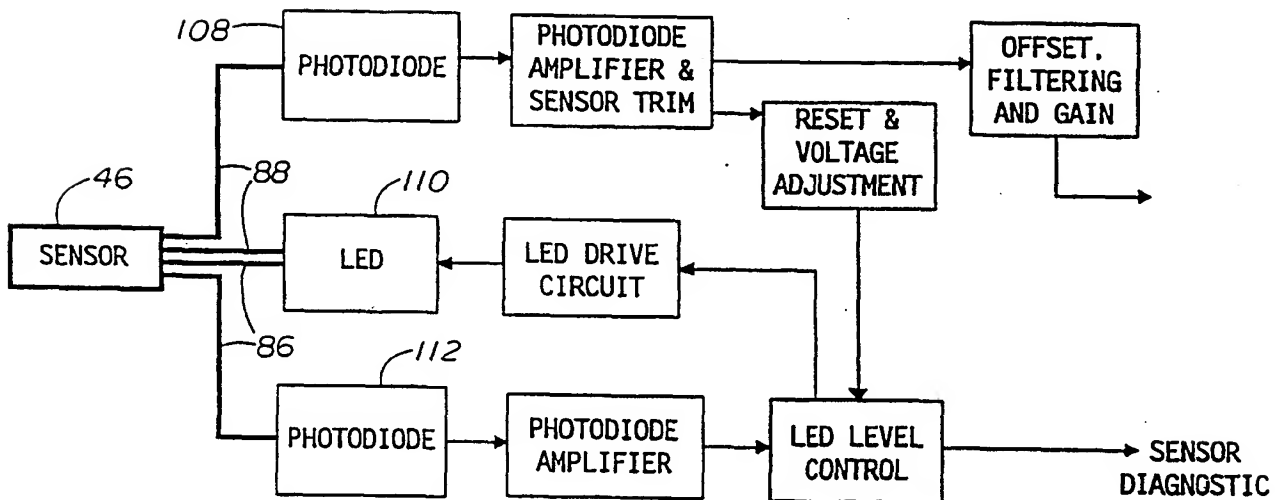 108
PHOTODIODE
PHOTODIODE
AMPLIFIER &
SENSOR TRIM
OFFSET.
FILTERING
AND GAIN
RESET &
VOLTAGE
ADJUSTMENT
46
88
110
SENSOR
LED
LED DRIVE
CIRCUIT
86
112
PHOTODIODE
PHOTODIODE
AMPLIFIER
LED LEVEL
CONTROL
SENSOR
DIAGNOSTIC